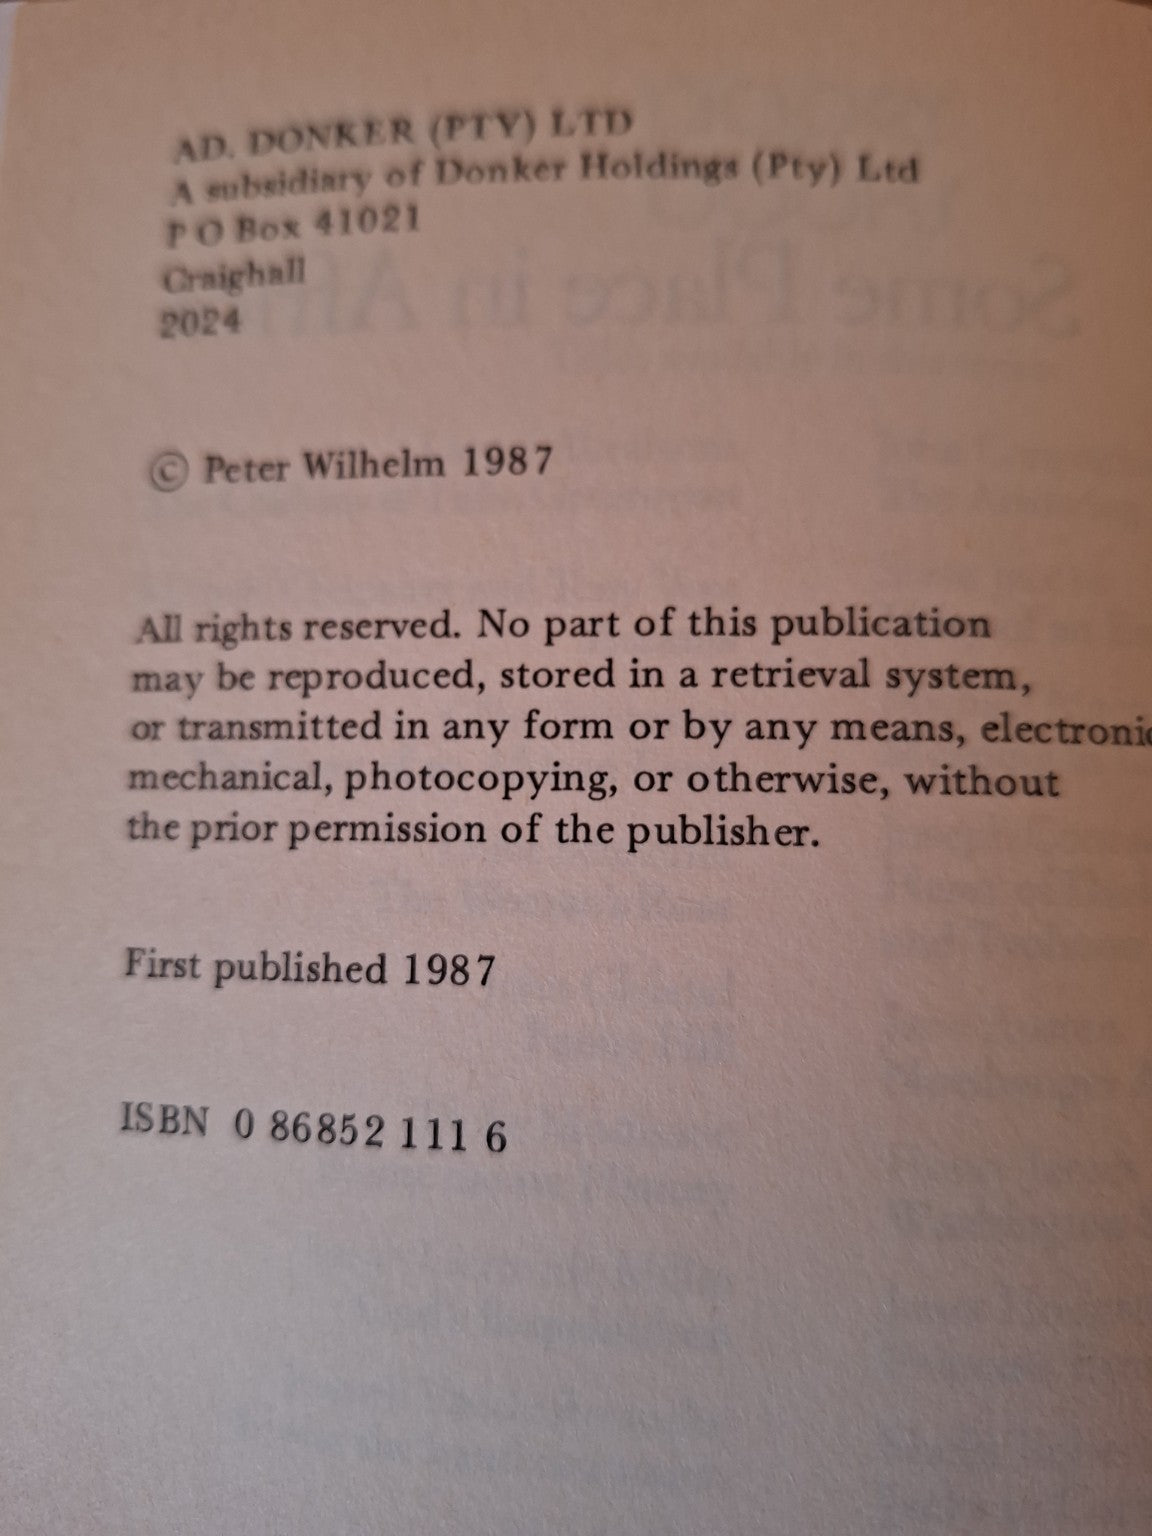 AD. DONKER (PTY) LTD
A subsidiary of Donker Holdings (Pty) Ltd
P O Box 41021
Craighall
2024
© Peter Wilhelm 1987
All rights reserved. No part of this publication
may be reproduced, stored in a retrieval system,
or transmitted in any form or by any means, electronic
mechanical, photocopying, or otherwise, without
the prior permission of the publisher.
First published 1987
ISBN 0 86852 111 6